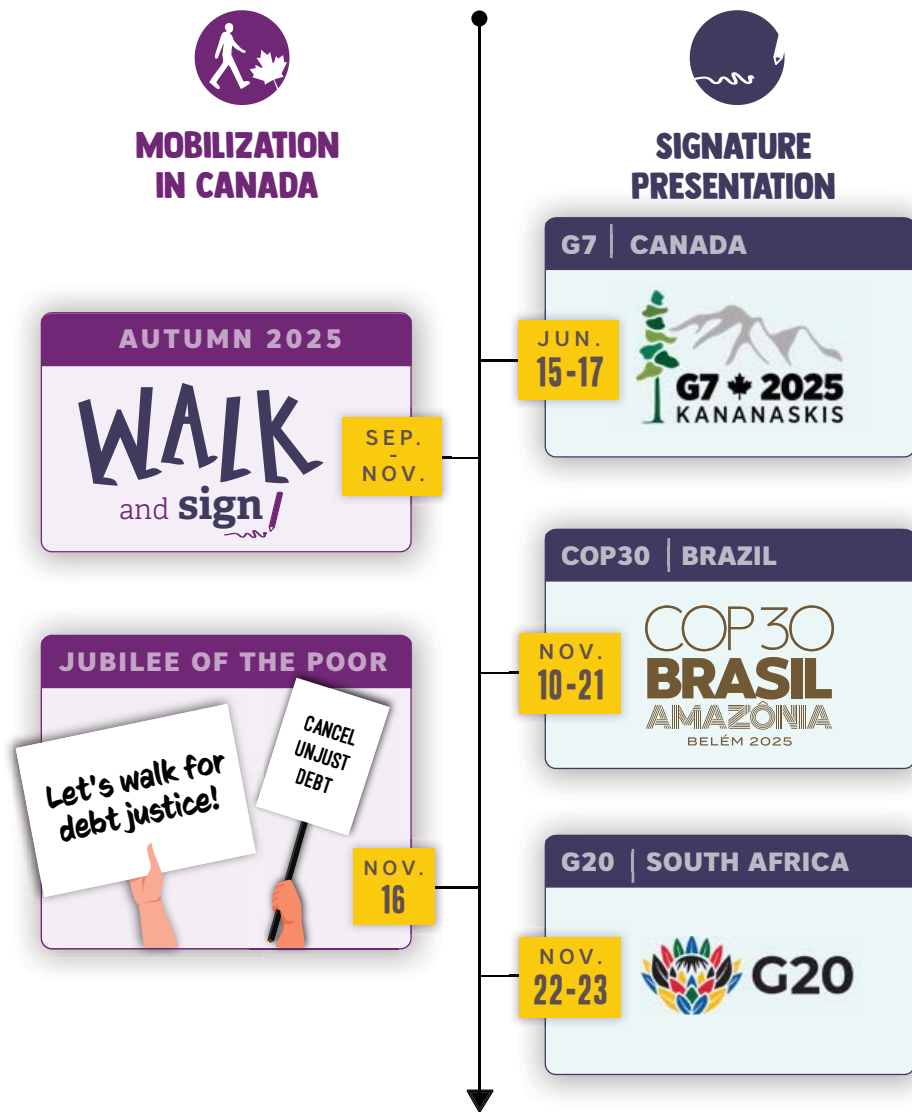 MOBILIZATION
IN CANADA
SIGNATURE
PRESENTATION
G7 | CANADA
JUN.
15-17
G7 2025
KANANASKIS
AUTUMN 2025
WALK
and sign
SEP.
-
NOV.
COP30 | BRAZIL
NOV.
10-21
COP30
BRASIL
AMAZÔNIA
BELÉM 2025
JUBILEE OF THE POOR
Let's walk for
debt justice!
CANCEL
UNJUST
DEBT
NOV.
16
G20 | SOUTH AFRICA
NOV.
22-23
G20